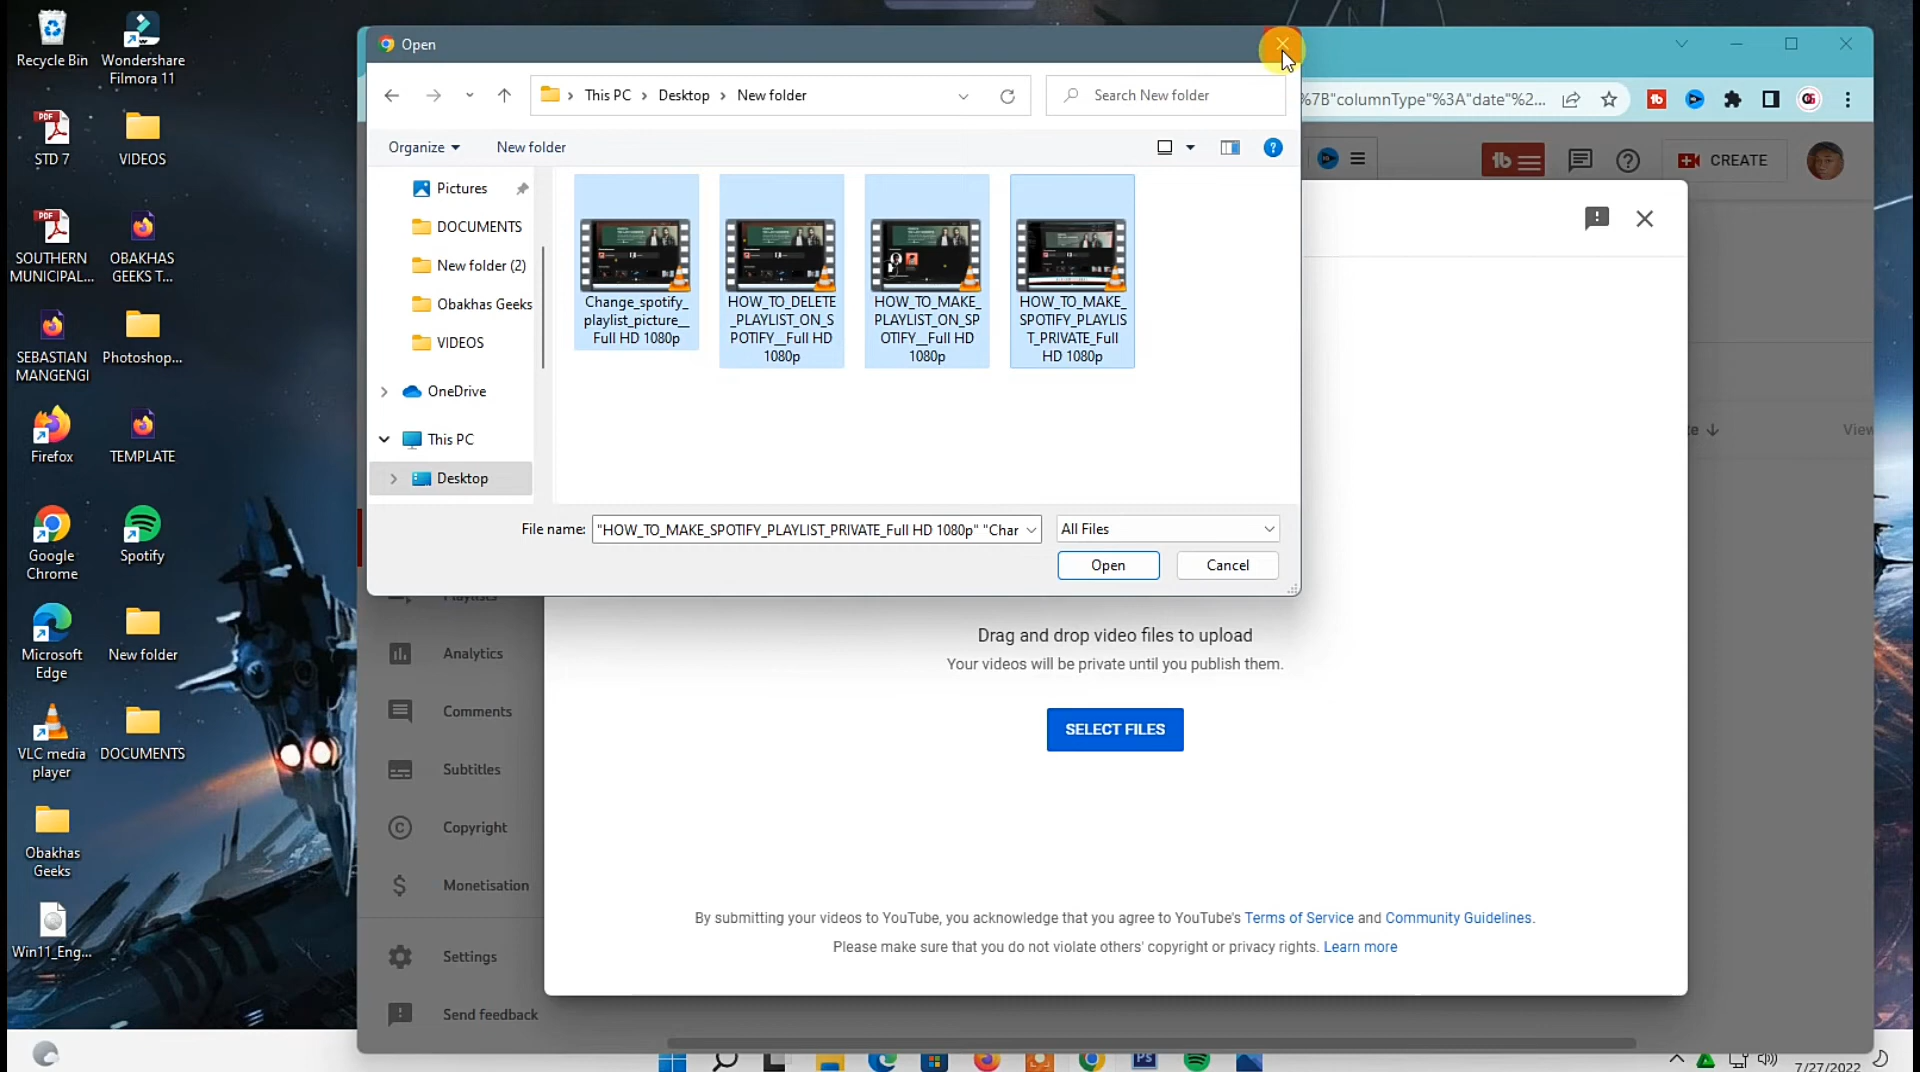 Recycle Bin
Wondershare
Filmora 11
STD 7
VIDEOS
SOUTHERN
MUNICIPAL...
OBAKHAS
GEEKS T...
SEBASTIAN
MANGENGI
Photoshop...
Firefox
TEMPLATE
Google
Chrome
Spotify
Microsoft
Edge
New folder
VLC media
player
DOCUMENTS
Obakhas
Geeks
Win11_Eng...
Open
This PC
Desktop
New folder
Search New folder
Organize
New folder
Pictures
DOCUMENTS
New folder (2)
Obakhas Geeks
VIDEOS
OneDrive
This PC
Desktop
Change_spotify_
playlist_picture__
Full HD 1080p
HOW_TO_DELETE
_PLAYLIST_ON_S
POTIFY__Full HD
1080p
HOW_TO_MAKE_
PLAYLIST_ON_SP
OTIFY__Full HD
1080p
HOW_TO_MAKE_
SPOTIFY_PLAYLIS
T_PRIVATE_Full
HD 1080p
File name:
"HOW_TO_MAKE_SPOTIFY_PLAYLIST_PRIVATE_Full HD 1080p" "Char
All Files
Open
Cancel
%7B"columnType"%3A"date"%2...
CREATE
View
Playlists
Analytics
Comments
Subtitles
Copyright
Monetisation
Settings
Send feedback
Drag and drop video files to upload
Your videos will be private until you publish them.
SELECT FILES
By submitting your videos to YouTube, you acknowledge that you agree to YouTube's Terms of Service and Community Guidelines.
Please make sure that you do not violate others' copyright or privacy rights. Learn more
7/27/2022